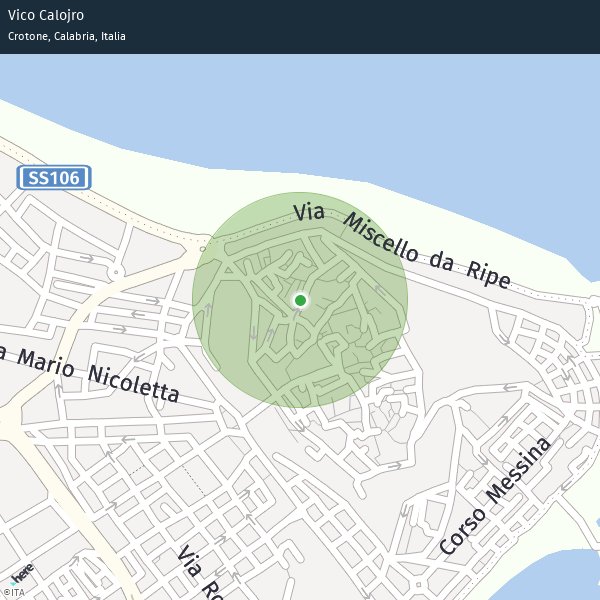 Vico Calojro
Crotone, Calabria, Italia
SS106
Via Miscello da Ripe
a Mario Nicoletta
Corso Messina
Via Ro
here
©ITA